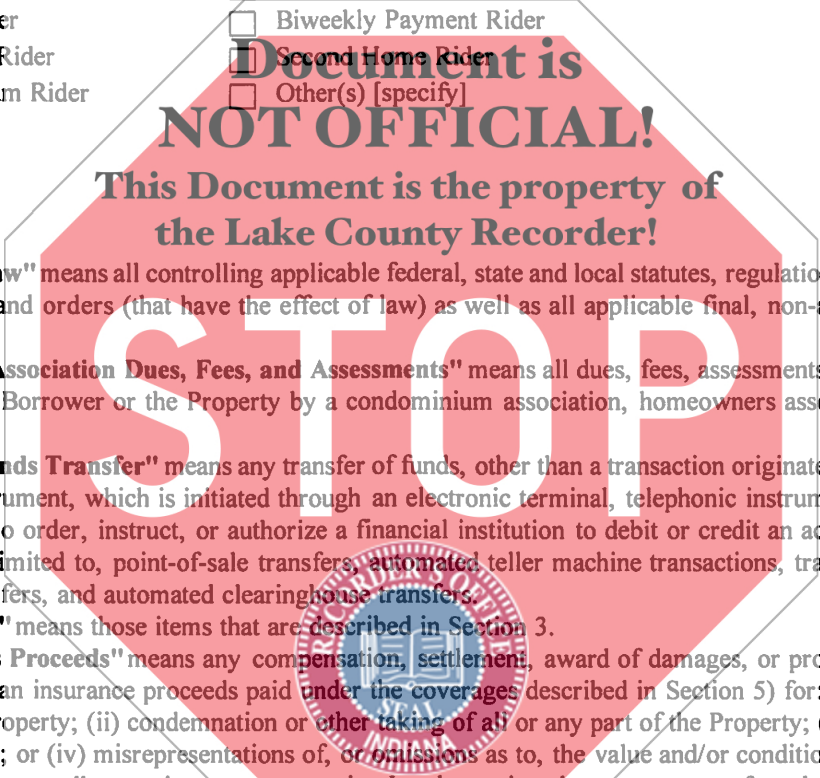 er ☐ Biweekly Payment Rider
Rider ☐ Second Home Rider
m Rider ☐ Other(s) [specify]
Document is
NOT OFFICIAL!
This Document is the property of
the Lake County Recorder!
aw" means all controlling applicable federal, state and local statutes, regulatio
and orders (that have the effect of law) as well as all applicable final, non-a
STOP
Association Dues, Fees, and Assessments" means all dues, fees, assessments
Borrower or the Property by a condominium association, homeowners asso
nds Transfer" means any transfer of funds, other than a transaction originate
rument, which is initiated through an electronic terminal, telephonic instrum
o order, instruct, or authorize a financial institution to debit or credit an ac
imited to, point-of-sale transfers, automated teller machine transactions, tra
fers, and automated clearinghouse transfers.
" means those items that are described in Section 3.
s Proceeds" means any compensation, settlement, award of damages, or pro
an insurance proceeds paid under the coverages described in Section 5) for:
operty; (ii) condemnation or other taking of all or any part of the Property; (
; or (iv) misrepresentations of, or omissions as to, the value and/or conditio
RECORDER'S OFFICE
SEAL
INDIANA